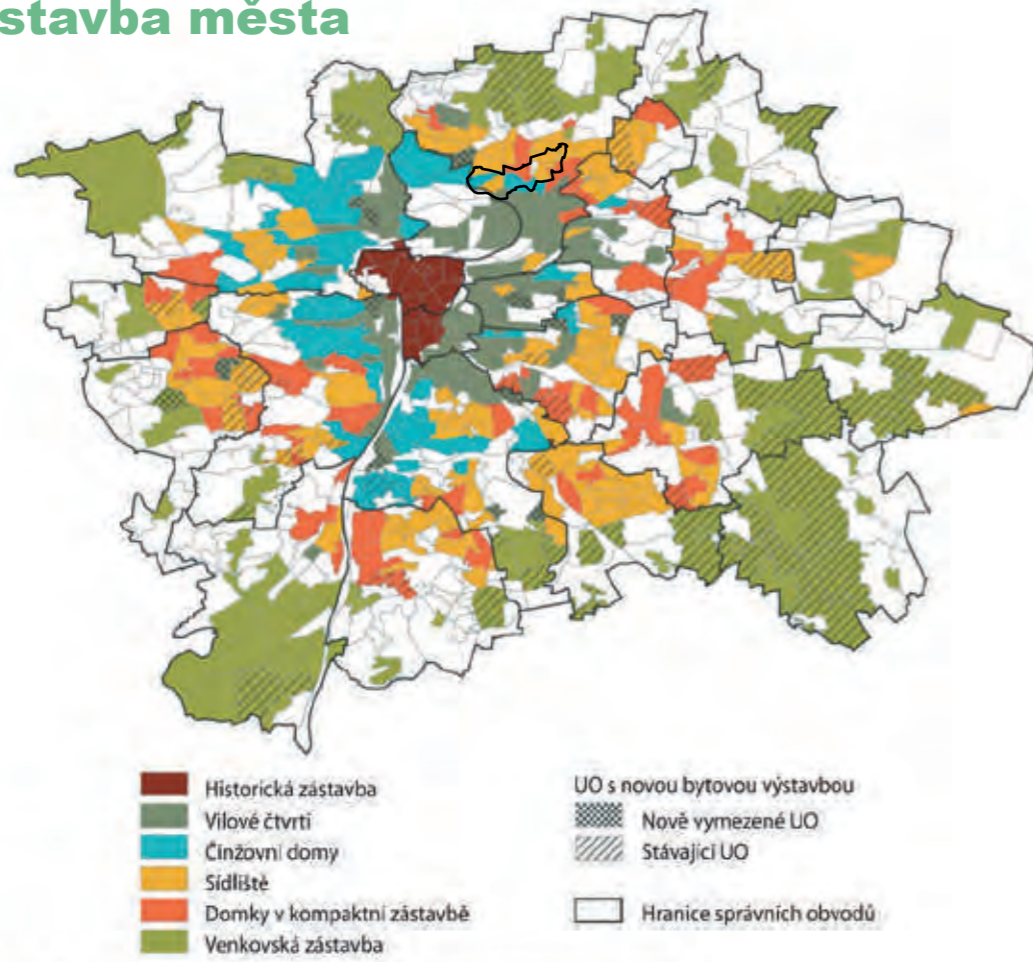 stavba města
Historická zástavba
Vilové čtvrti
Činžovní domy
Sídliště
Domky v kompaktní zástavbě
Venkovská zástavba
UO s novou bytovou výstavbou
Nově vymezené UO
Stávající UO
Hranice správních obvodů